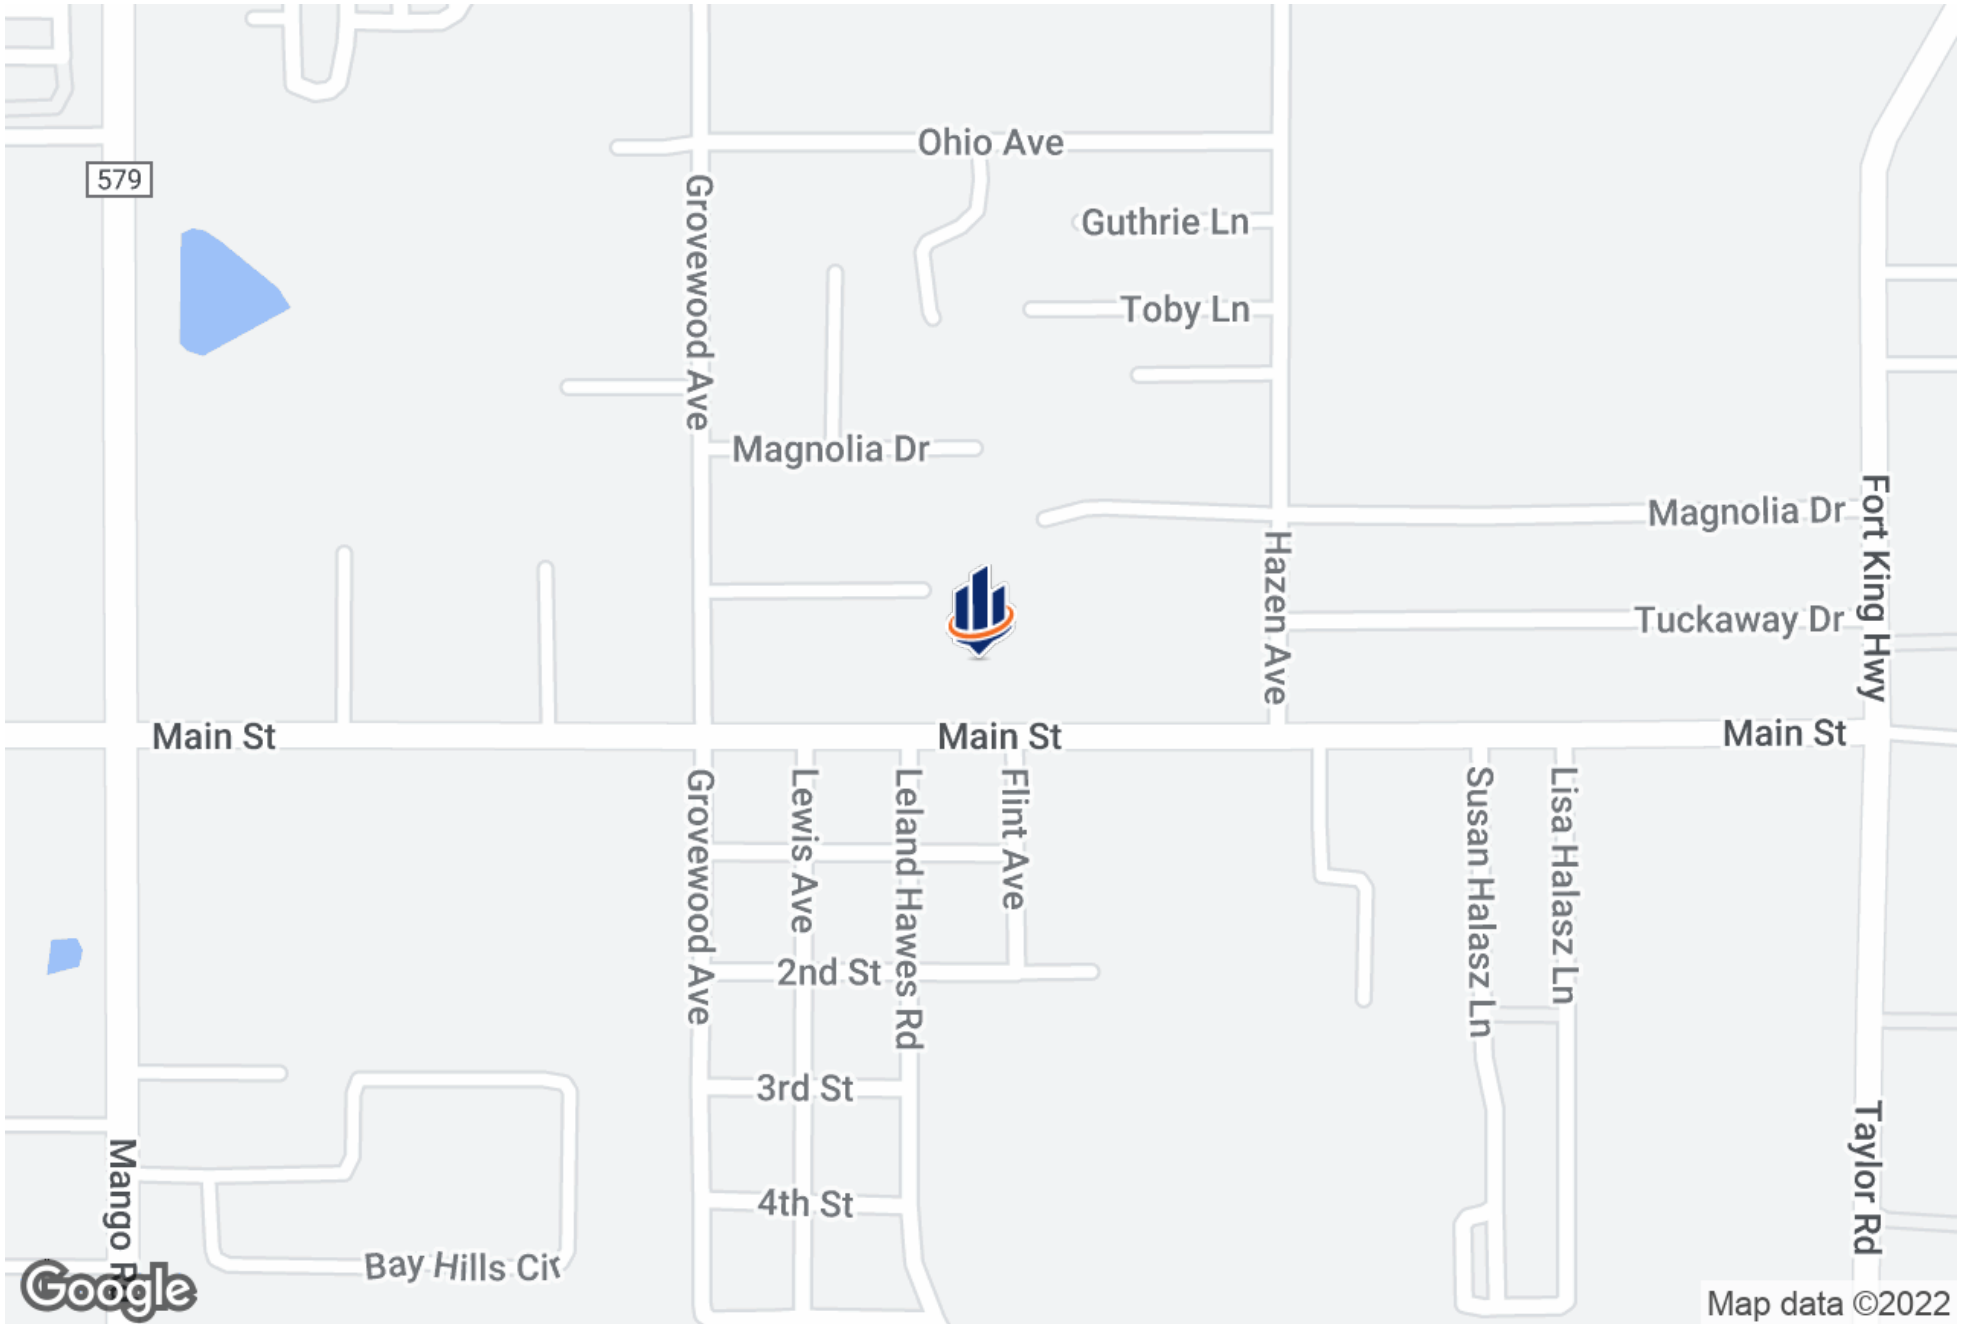 Ohio Ave
579
Guthrie Ln
Grovewood Ave
Toby Ln
Magnolia Dr
Magnolia Dr
Fort King Hwy
Hazen Ave
Tuckaway Dr
Main St
Main St
Main St
Grovewood Ave
Lewis Ave
Leland Hawes Rd
Flint Ave
Susan Halasz Ln
Lisa Halasz Ln
2nd St
3rd St
Taylor Rd
Mango Rd
4th St
Bay Hills Cir
Google
Map data ©2022